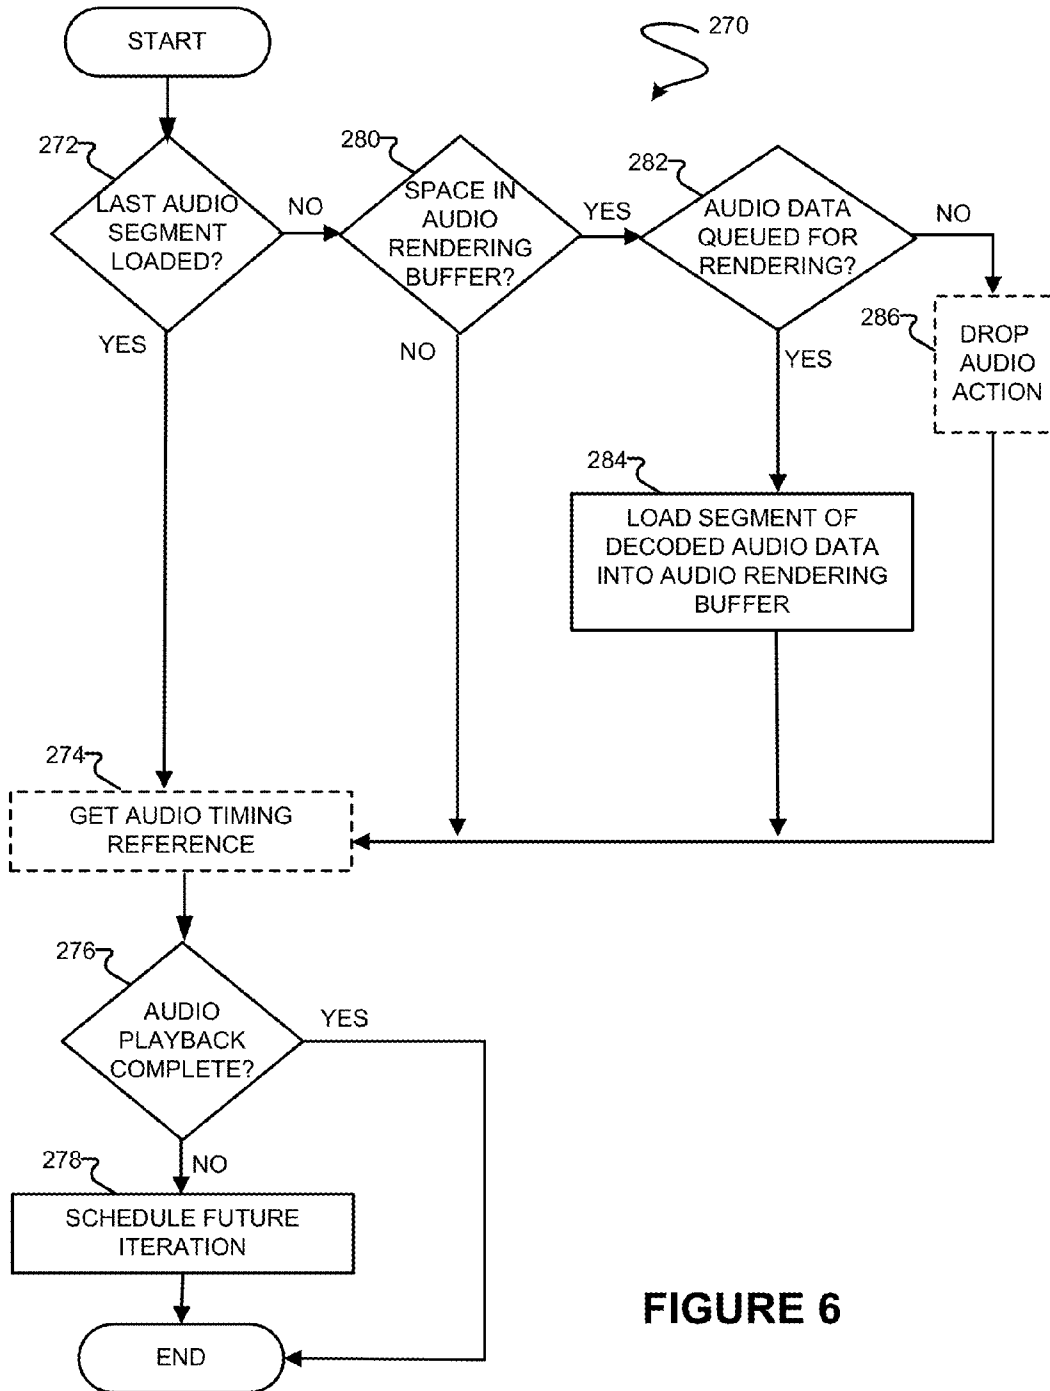 START
270
272
LAST AUDIO
SEGMENT
LOADED?
NO
YES
280
SPACE IN
AUDIO
RENDERING
BUFFER?
YES
NO
282
AUDIO DATA
QUEUED FOR
RENDERING?
NO
YES
286
DROP
AUDIO
ACTION
284
LOAD SEGMENT OF
DECODED AUDIO DATA
INTO AUDIO RENDERING
BUFFER
274
GET AUDIO TIMING
REFERENCE
276
AUDIO
PLAYBACK
COMPLETE?
YES
NO
278
SCHEDULE FUTURE
ITERATION
END
FIGURE 6